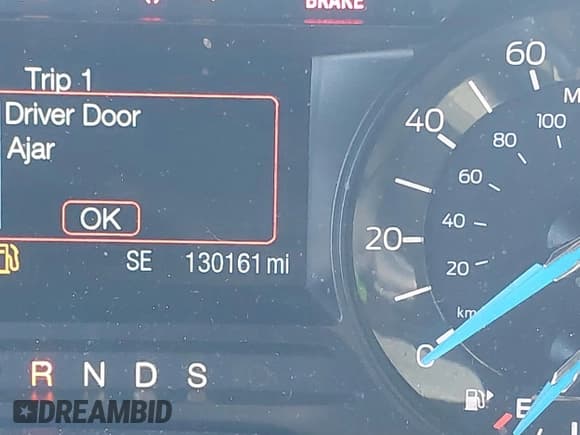 BRAKE
Trip 1
Driver Door
Ajar
OK
SE 130161 mi
R N D S
0 20 40 60
20 40 60 80 100
km
M
E
DREAMBID